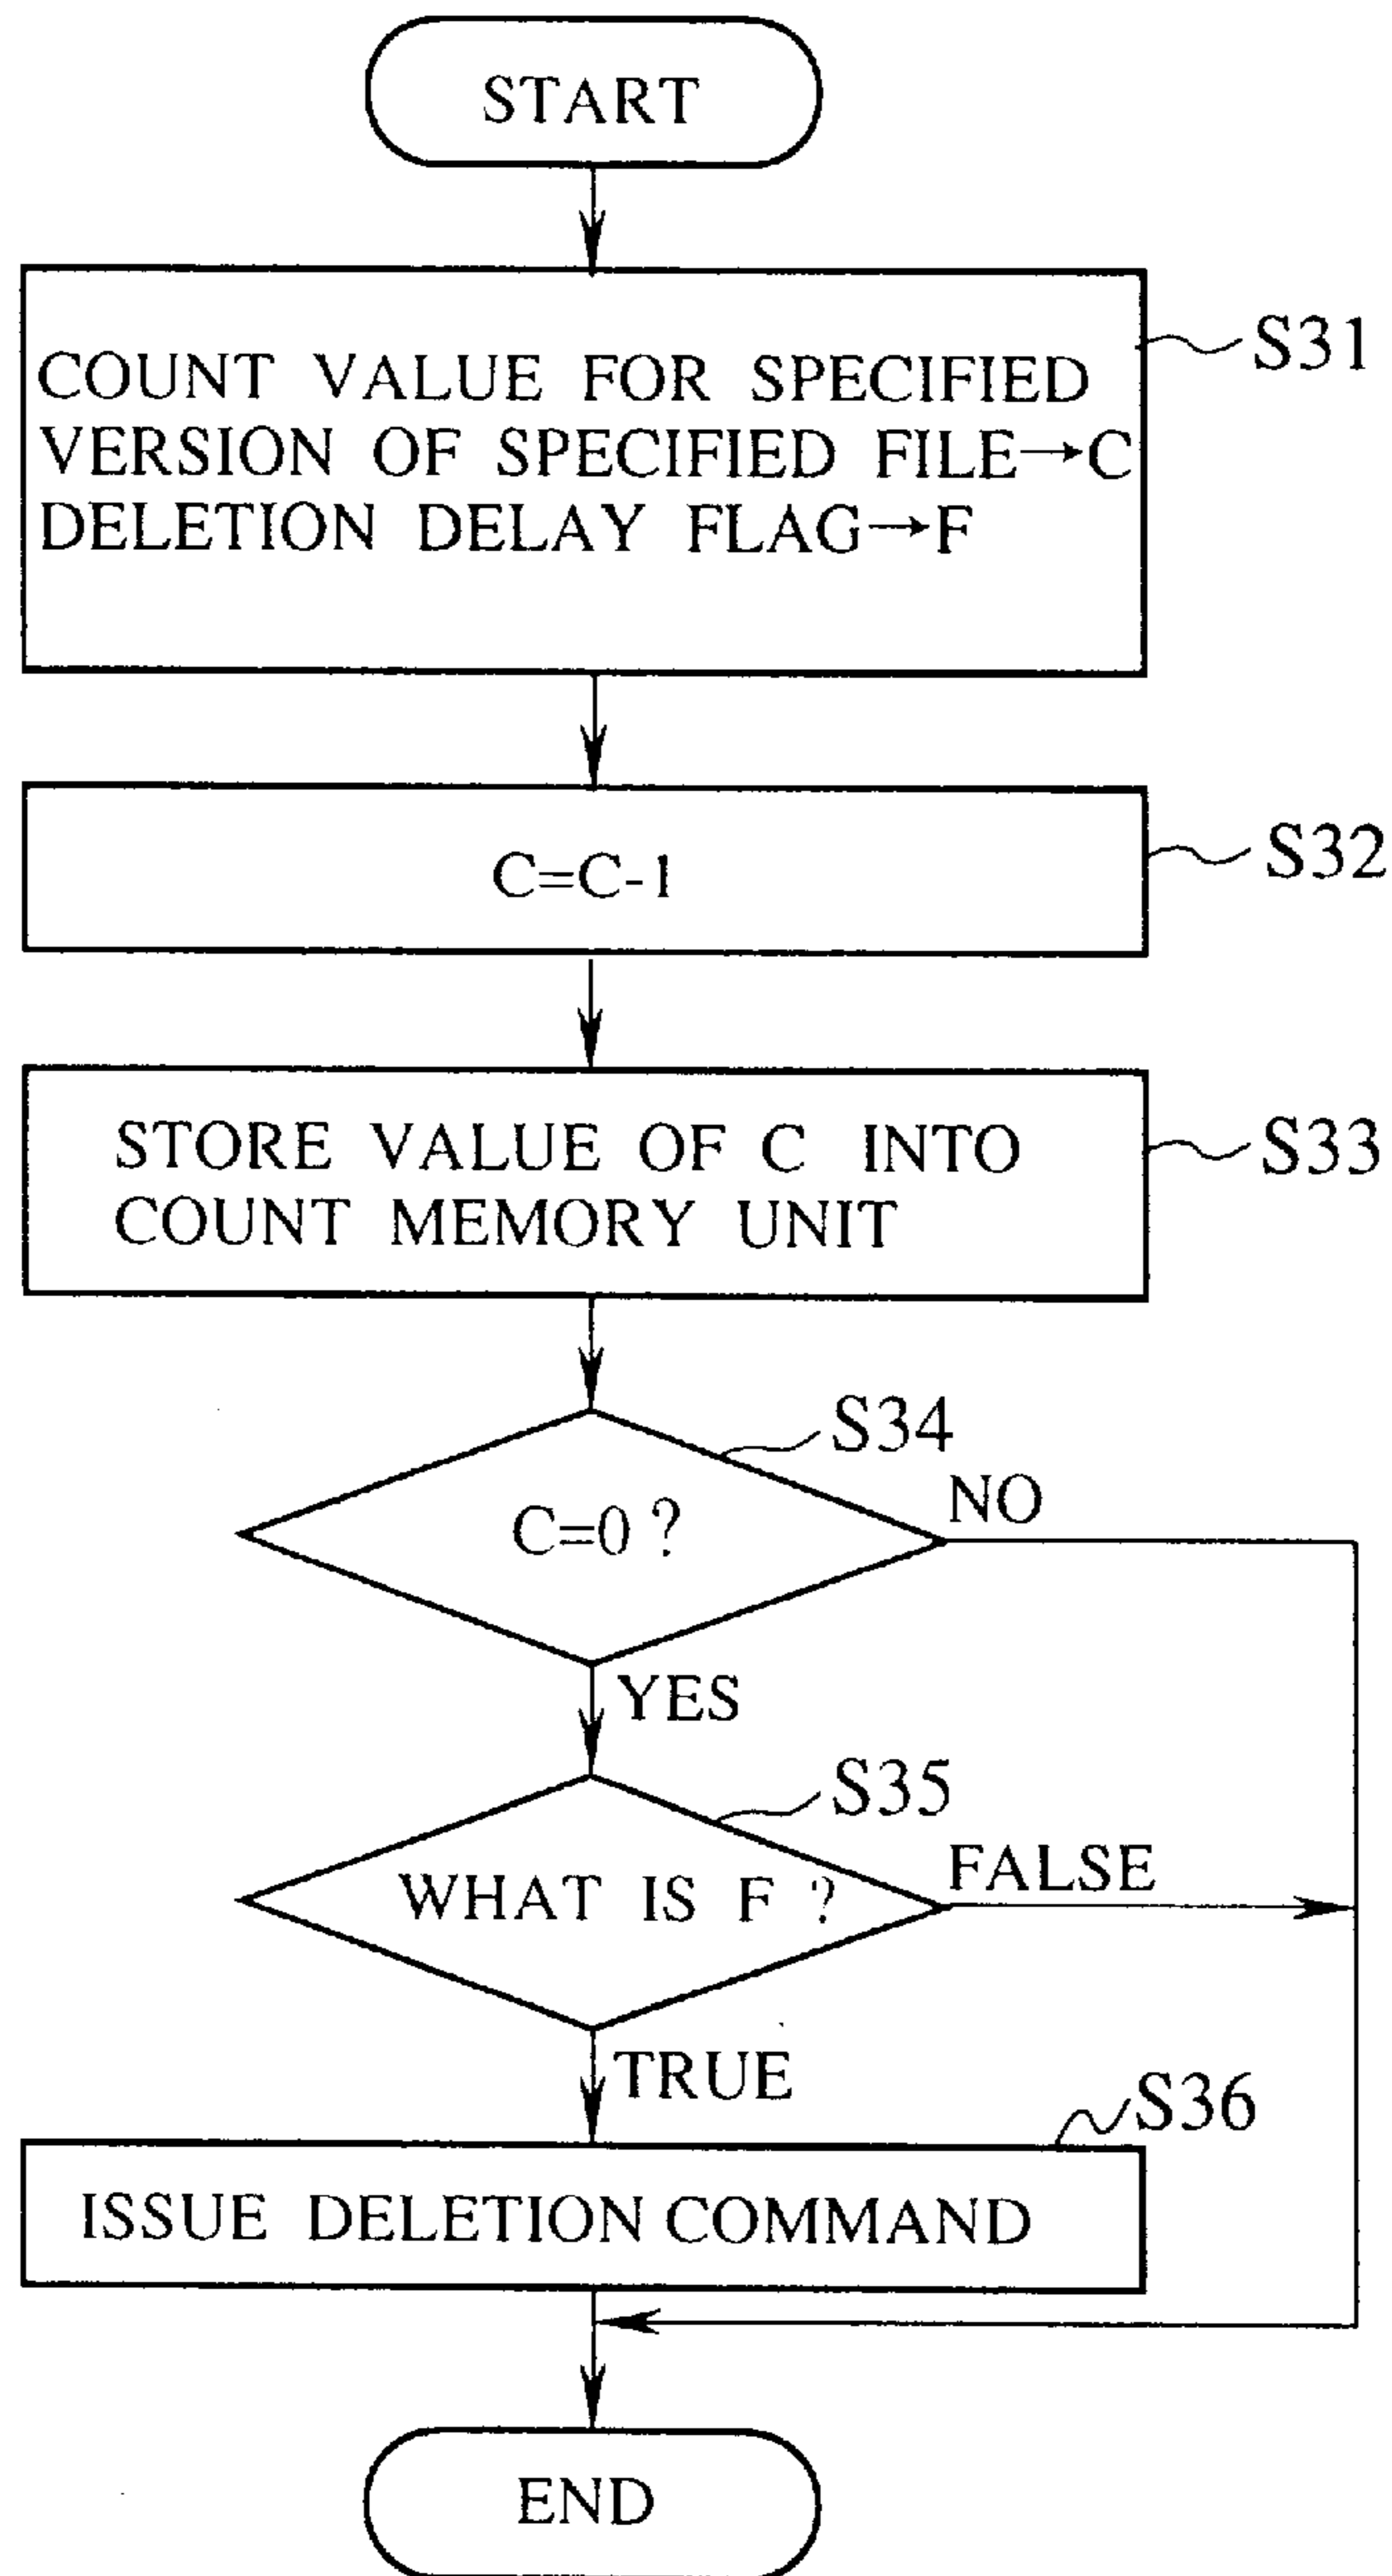 START
S31
COUNT VALUE FOR SPECIFIED
VERSION OF SPECIFIED FILE→C
DELETION DELAY FLAG→F
S32
C=C-1
S33
STORE VALUE OF C INTO
COUNT MEMORY UNIT
S34
C=0?
NO
YES
S35
WHAT IS F?
FALSE
TRUE
S36
ISSUE DELETION COMMAND
END